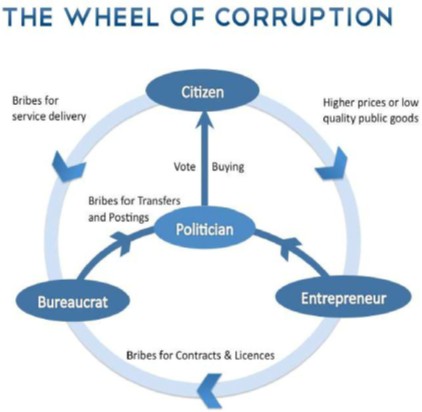 THE WHEEL OF CORRUPTION
Citizen
Bribes for
service delivery
Higher prices or low
quality public goods
Vote Buying
Bribes for Transfers
and Postings
Politician
Bureaucrat
Entrepreneur
Bribes for Contracts & Licences